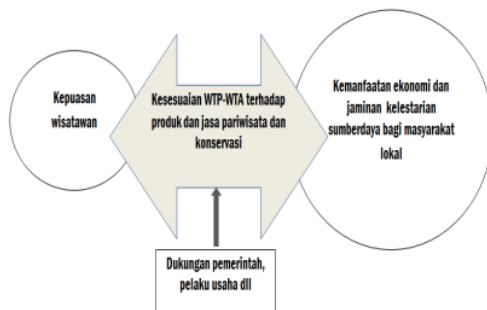 Kepuasan
wisatawan
Kesesuaian WTP-WTA terhadap
produk dan jasa pariwisata dan
konservasi
Kemanfaatan ekonomi dan
jaminan kelestarian
sumberdaya bagi masyarakat
lokal
Dukungan pemerintah,
pelaku usaha dll